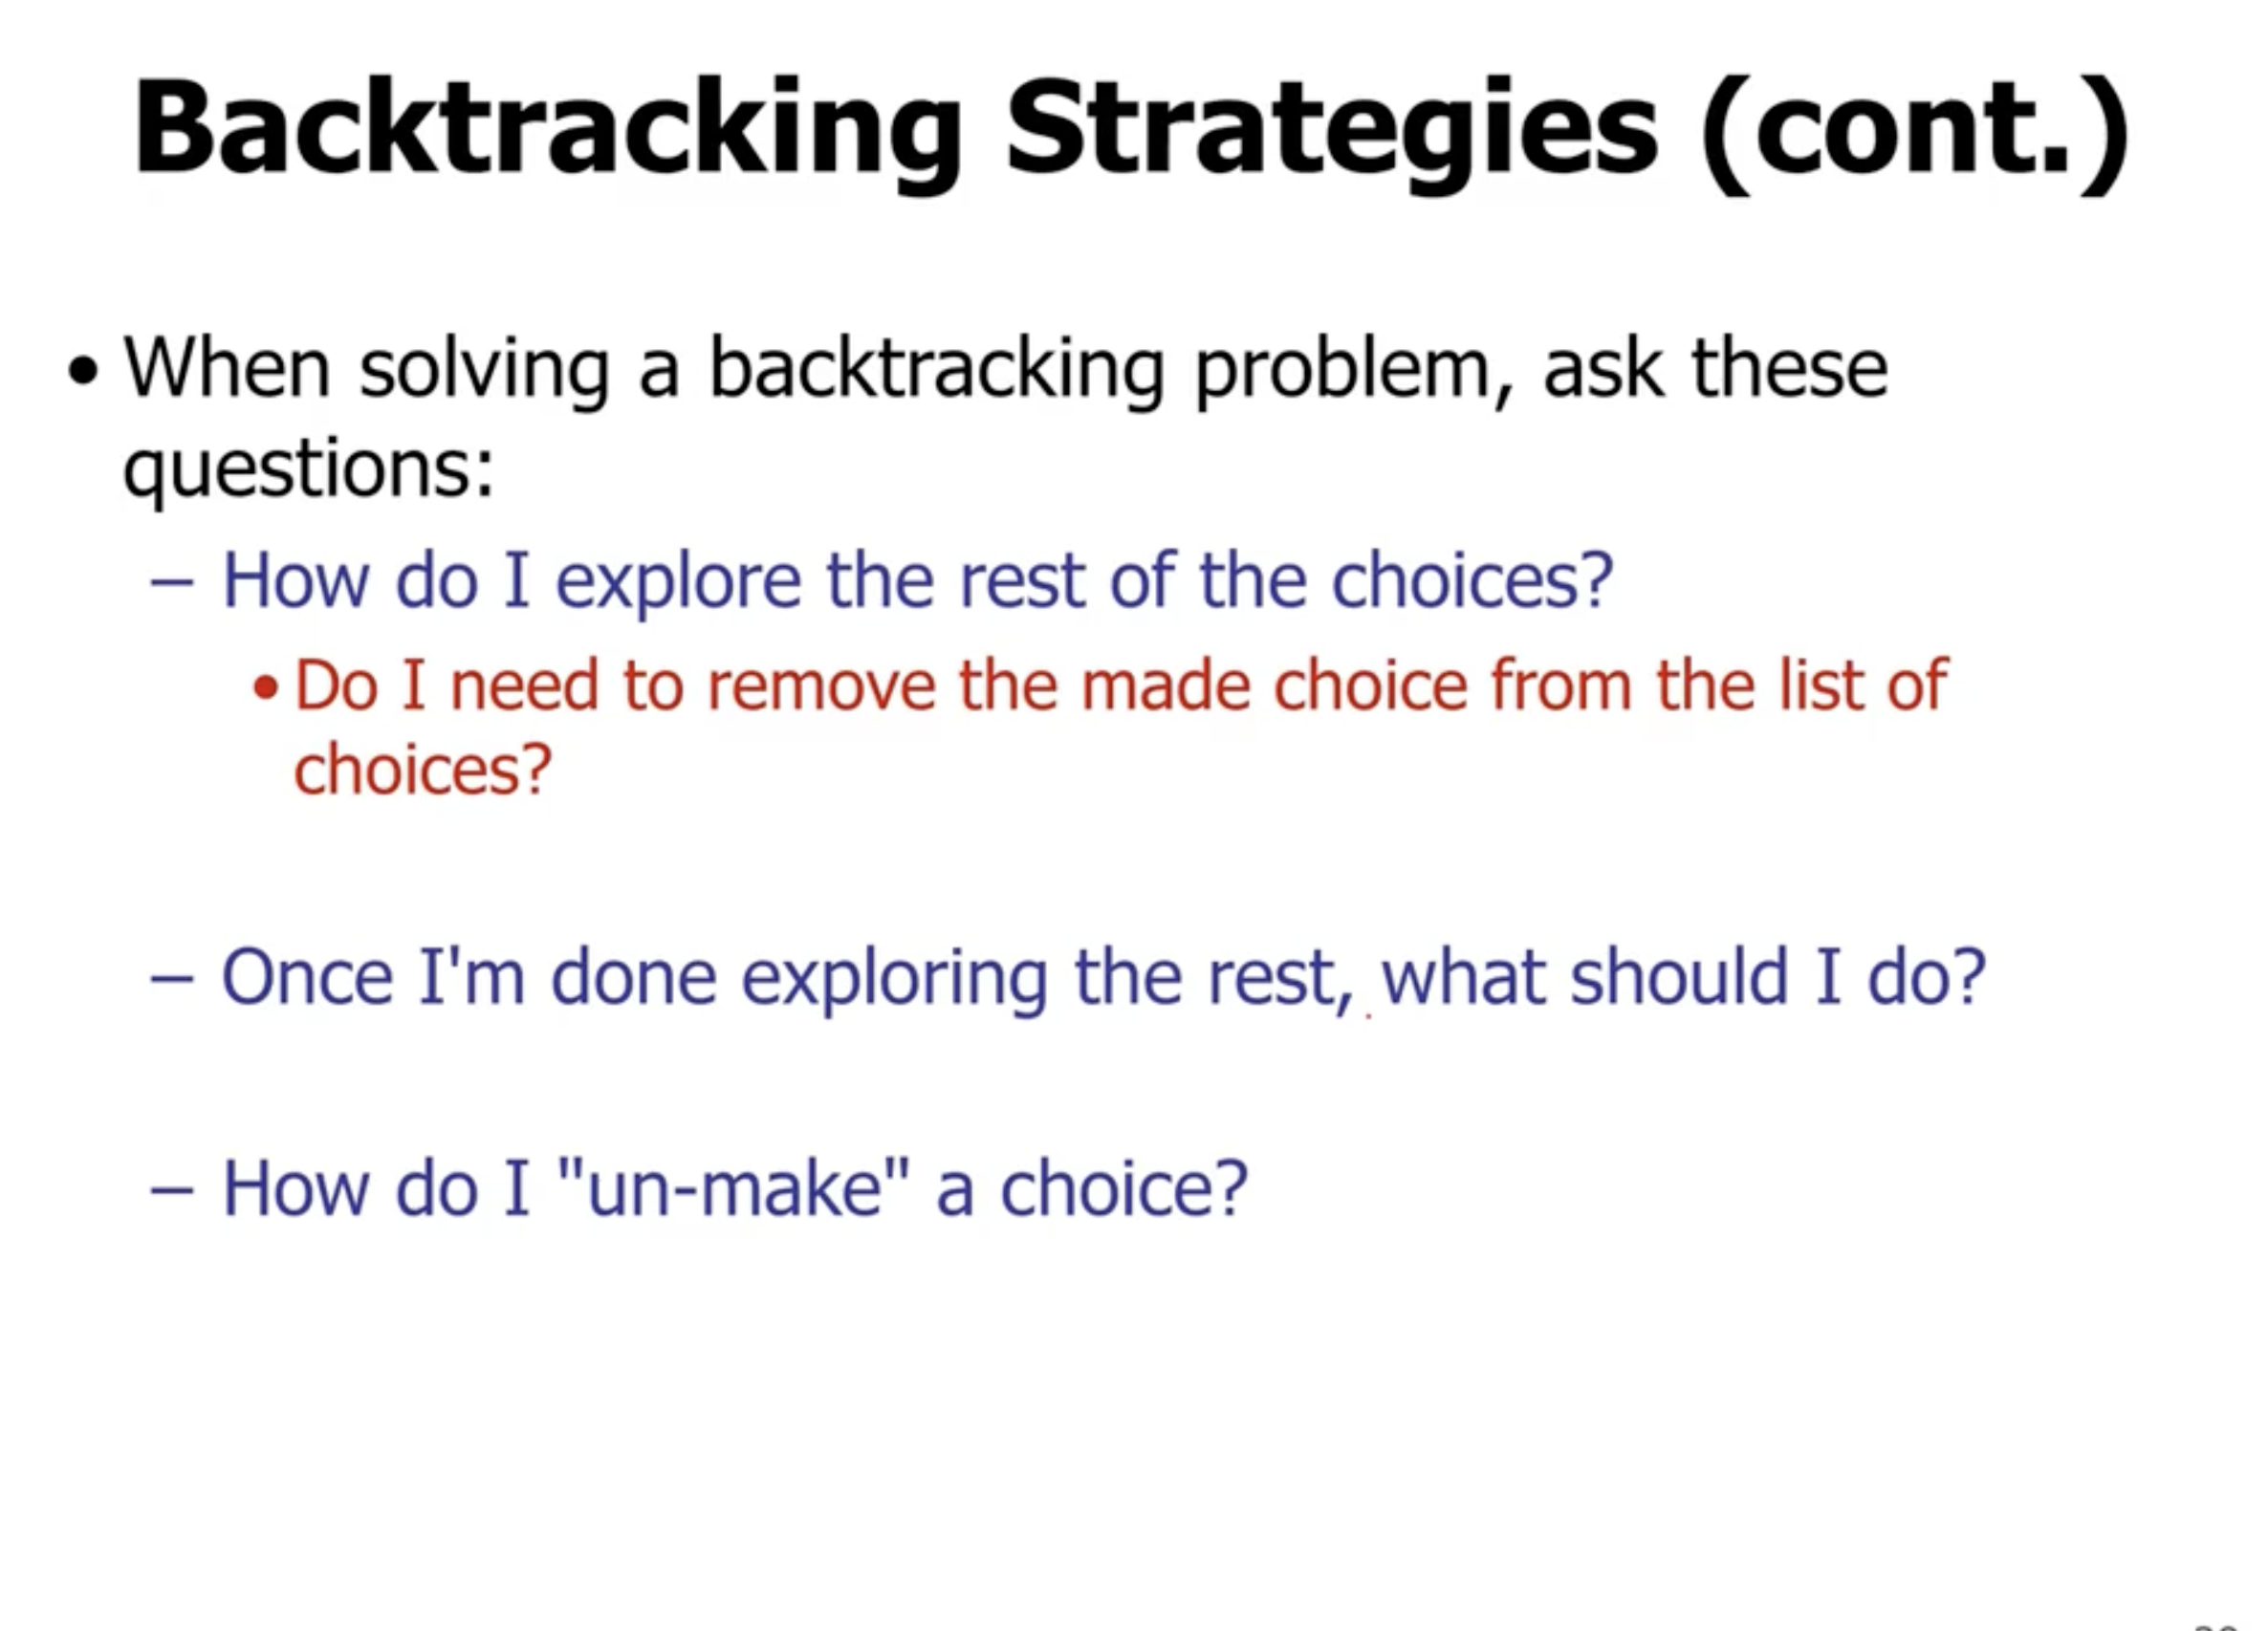 Backtracking Strategies (cont.)
• When solving a backtracking problem, ask these
questions:
– How do I explore the rest of the choices?
• Do I need to remove the made choice from the list of
choices?
– Once I'm done exploring the rest, what should I do?
– How do I "un-make" a choice?